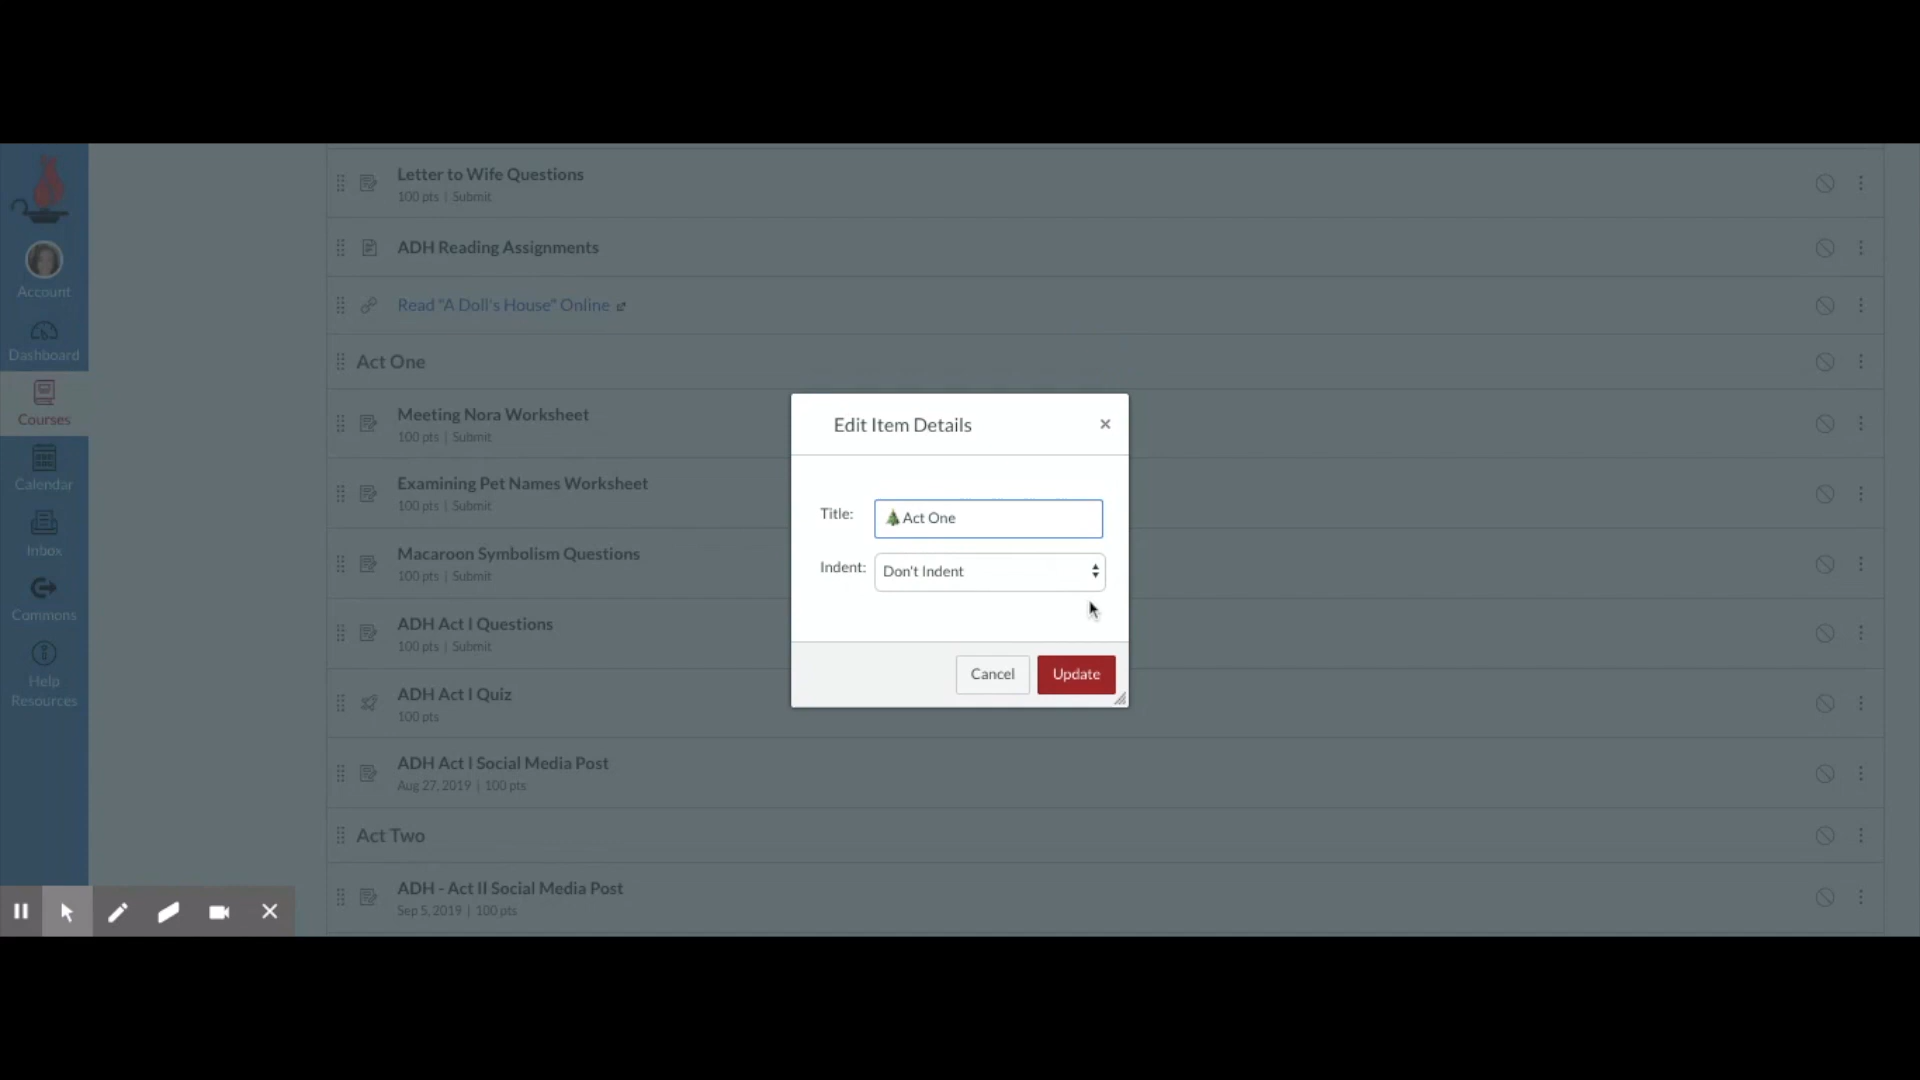 Letter to Wife Questions
100 pts | Submit
ADH Reading Assignments
Read "A Doll's House" Online
Act One
Meeting Nora Worksheet
100 pts | Submit
Examining Pet Names Worksheet
100 pts | Submit
Macaroon Symbolism Questions
100 pts | Submit
ADH Act I Questions
100 pts | Submit
ADH Act I Quiz
100 pts
ADH Act I Social Media Post
Aug 27, 2019 | 100 pts
Act Two
ADH - Act II Social Media Post
Sep 5, 2019 | 100 pts
Account
Dashboard
Courses
Calendar
Inbox
Commons
Help
Resources
Edit Item Details
Title: 🌲Act One
Indent: Don't Indent
Cancel Update